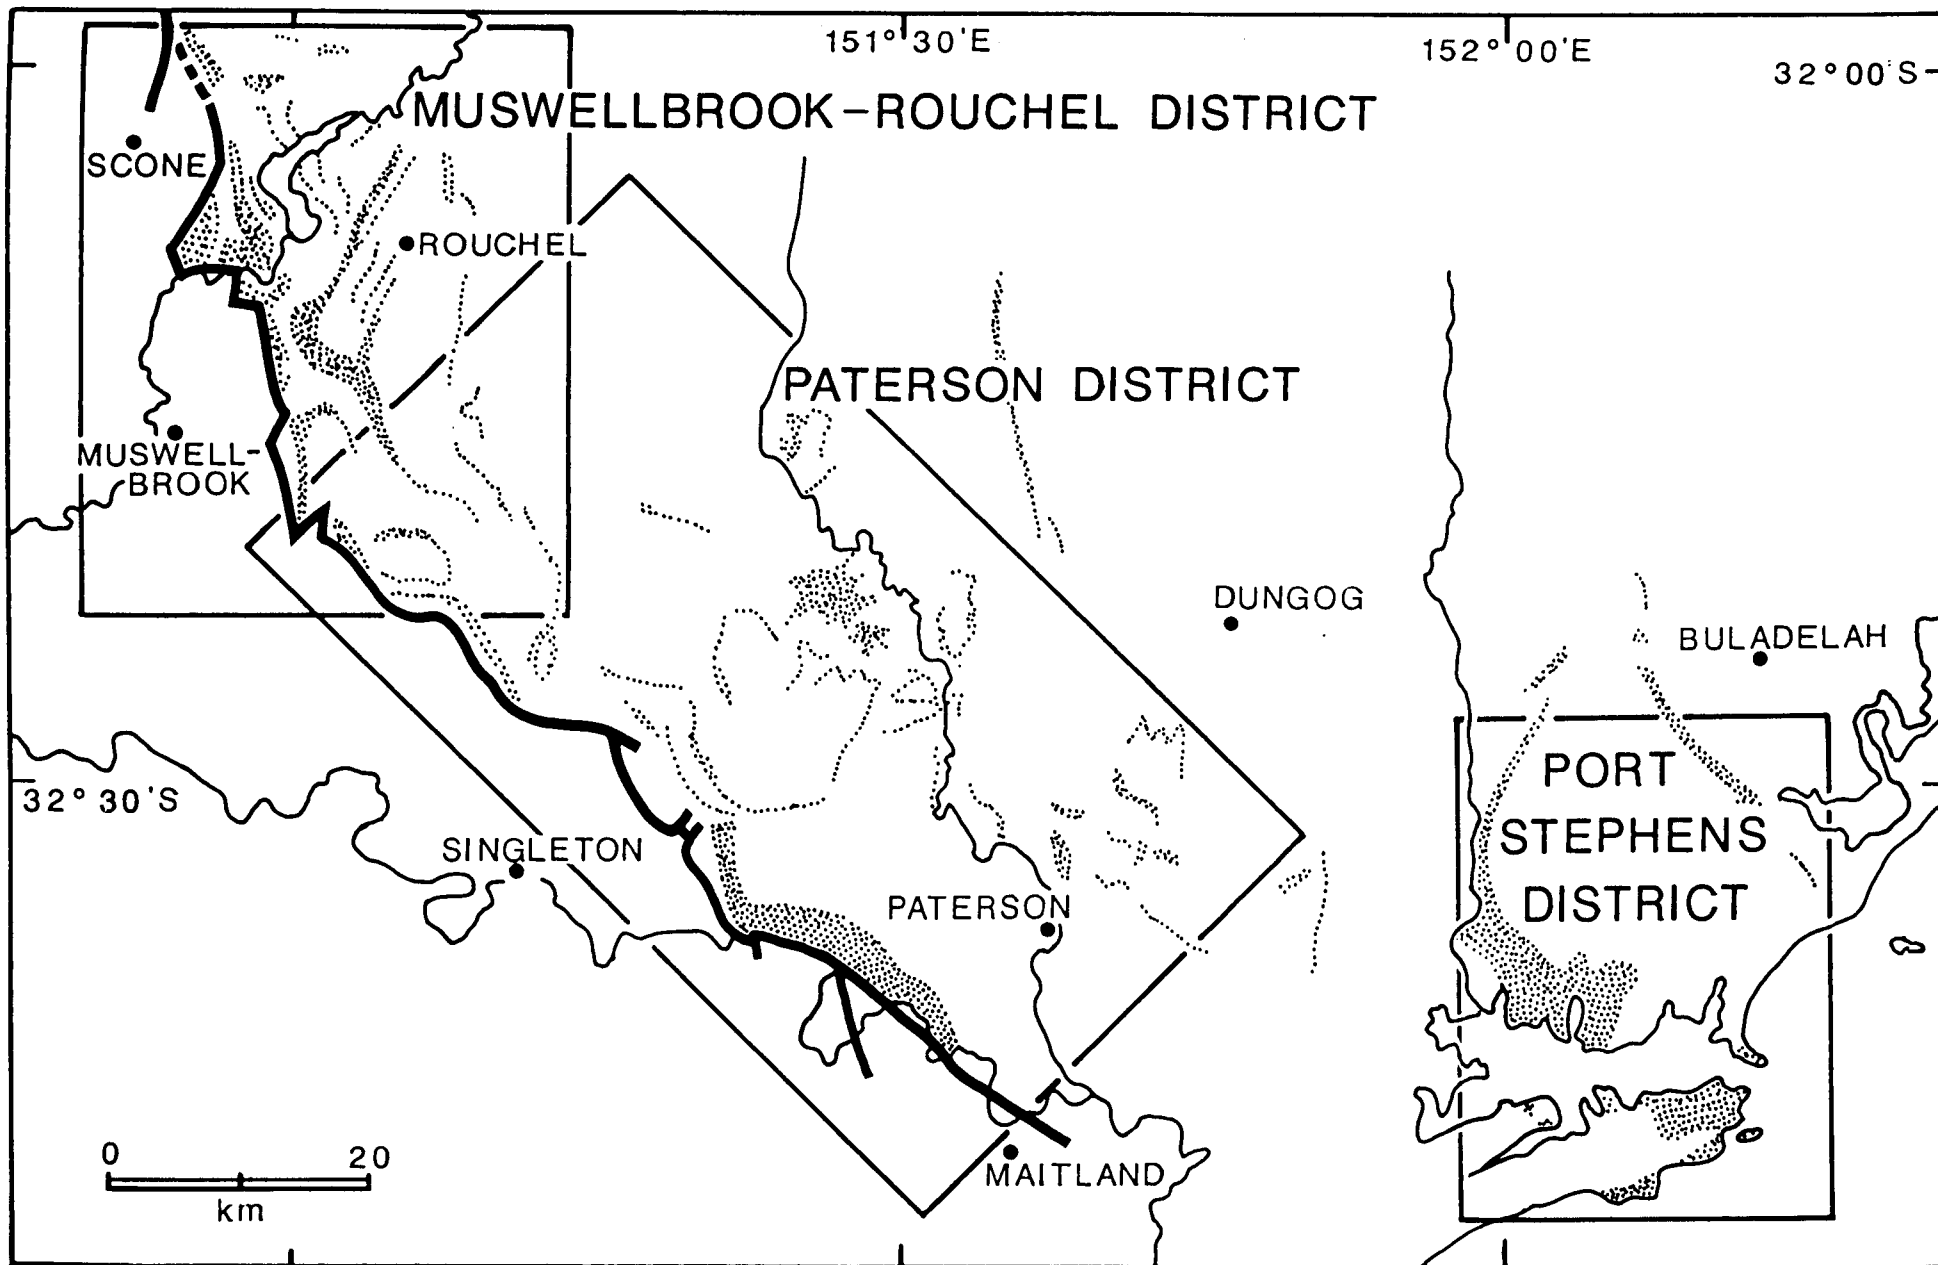 151°30'E
152°00'E
32°00'S
MUSWELLBROOK–ROUCHEL DISTRICT
SCONE
ROUCHEL
PATERSON DISTRICT
MUSWELL-
BROOK
DUNGOG
BULADELAH
32°30'S
PORT
STEPHENS
DISTRICT
SINGLETON
PATERSON
MAITLAND
0 20
km